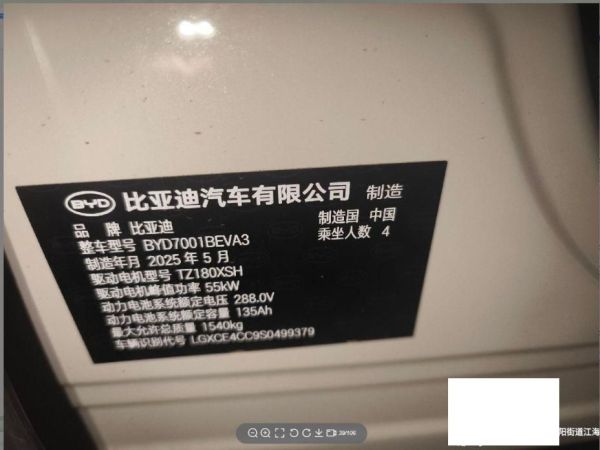 BYD 比亚迪汽车有限公司 制造
品 牌 比亚迪
制造国 中国
整车型号 BYD7001BEVA3
乘坐人数 4
制造年月 2025 年 5 月
驱动电机型号 TZ180XSH
驱动电机峰值功率 55kW
动力电池系统额定电压 288.0V
动力电池系统额定容量 135Ah
最大允许总质量 1540kg
车辆识别代号 LGXCE4CC9S0499379
阳街道江海
39/106